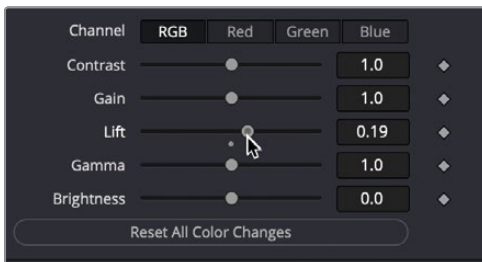 Channel RGB Red Green Blue
Contrast 1.0
Gain 1.0
Lift 0.19
Gamma 1.0
Brightness 0.0
Reset All Color Changes